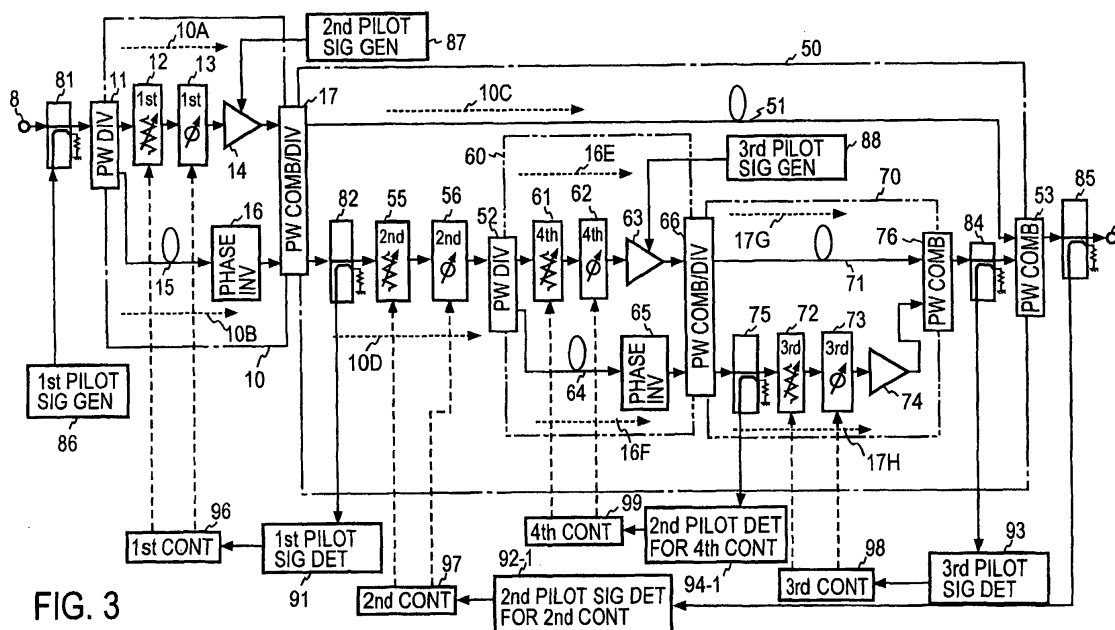 10A
2nd PILOT
SIG GEN
87
50
8
81
11
12
13
17
PW DIV
1st
1st
14
PW COMB/DIV
10C
51
60
16E
3rd PILOT
SIG GEN
88
70
85
16
PHASE
INV
15
10B
10
82
55
2nd
56
52
PW DIV
61
4th
62
4th
63
66
PW COMB/DIV
17G
71
76
PW COMB
84
53
PW COMB
10D
64
65
PHASE
INV
75
72
3rd
73
3rd
74
16F
17H
1st PILOT
SIG GEN
86
96
1st CONT
1st PILOT
SIG DET
91
97
2nd CONT
92-1
2nd PILOT SIG DET
FOR 2nd CONT
99
4th CONT
2nd PILOT DET
FOR 4th CONT
94-1
98
3rd CONT
93
3rd PILOT
SIG DET
FIG. 3